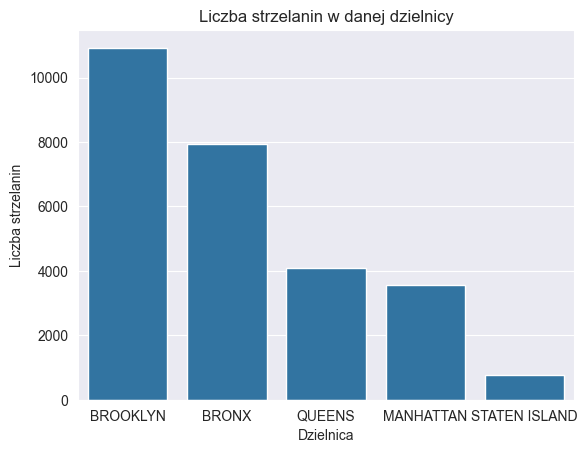 Liczba strzelanin w danej dzielnicy
Liczba strzelanin
10000
8000
6000
4000
2000
0
BROOKLYN BRONX QUEENS MANHATTAN STATEN ISLAND
Dzielnica